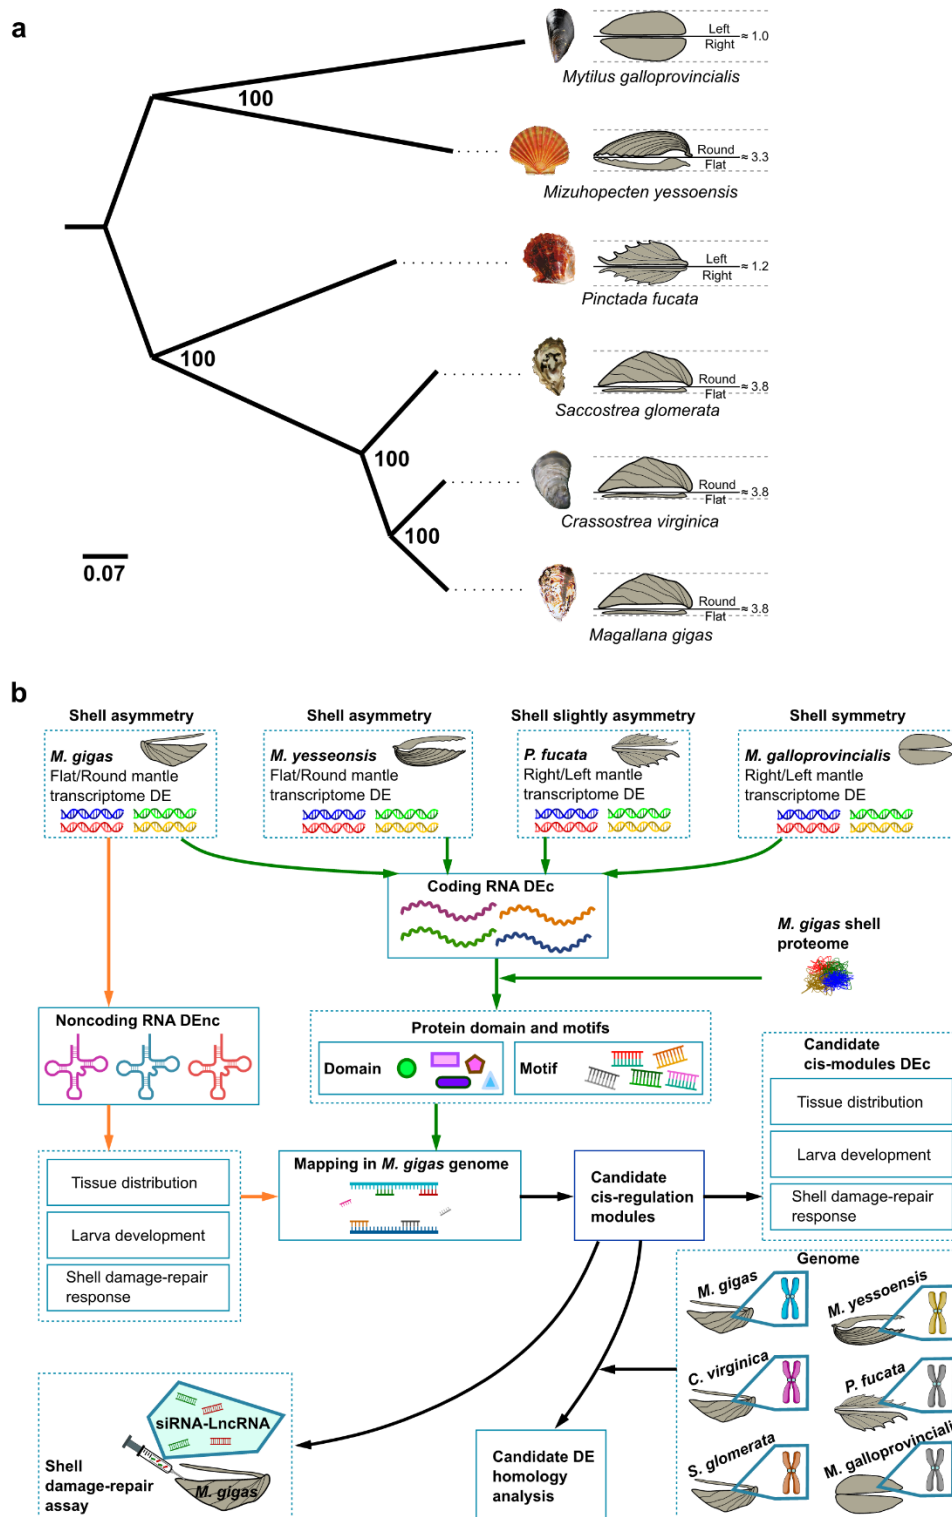 a
Left
Right
≈ 1.0
Mytilus galloprovincialis
100
Round
Flat
≈ 3.3
Mizuhopecten yessoensis
Left
Right
≈ 1.2
Pinctada fucata
100
Round
Flat
≈ 3.8
Saccostrea glomerata
100
Round
Flat
≈ 3.8
Crassostrea virginica
100
0.07
Round
Flat
≈ 3.8
Magallana gigas
b
Shell asymmetry
M. gigas
Flat/Round mantle
transcriptome DE
Shell asymmetry
M. yesseonsis
Flat/Round mantle
transcriptome DE
Shell slightly asymmetry
P. fucata
Right/Left mantle
transcriptome DE
Shell symmetry
M. galloprovincialis
Right/Left mantle
transcriptome DE
Coding RNA DEc
M. gigas shell
proteome
Noncoding RNA DEnc
Protein domain and motifs
Domain
Motif
Candidate
cis-modules DEc
Tissue distribution
Larva development
Shell damage-repair
response
Tissue distribution
Larva development
Shell damage-repair
response
Mapping in M. gigas genome
Candidate
cis-regulation
modules
Genome
M. gigas
M. yessoensis
C. virginica
P. fucata
S. glomerata
M. galloprovincialis
siRNA-LncRNA
Shell
damage-repair
assay
M. gigas
Candidate DE
homology
analysis